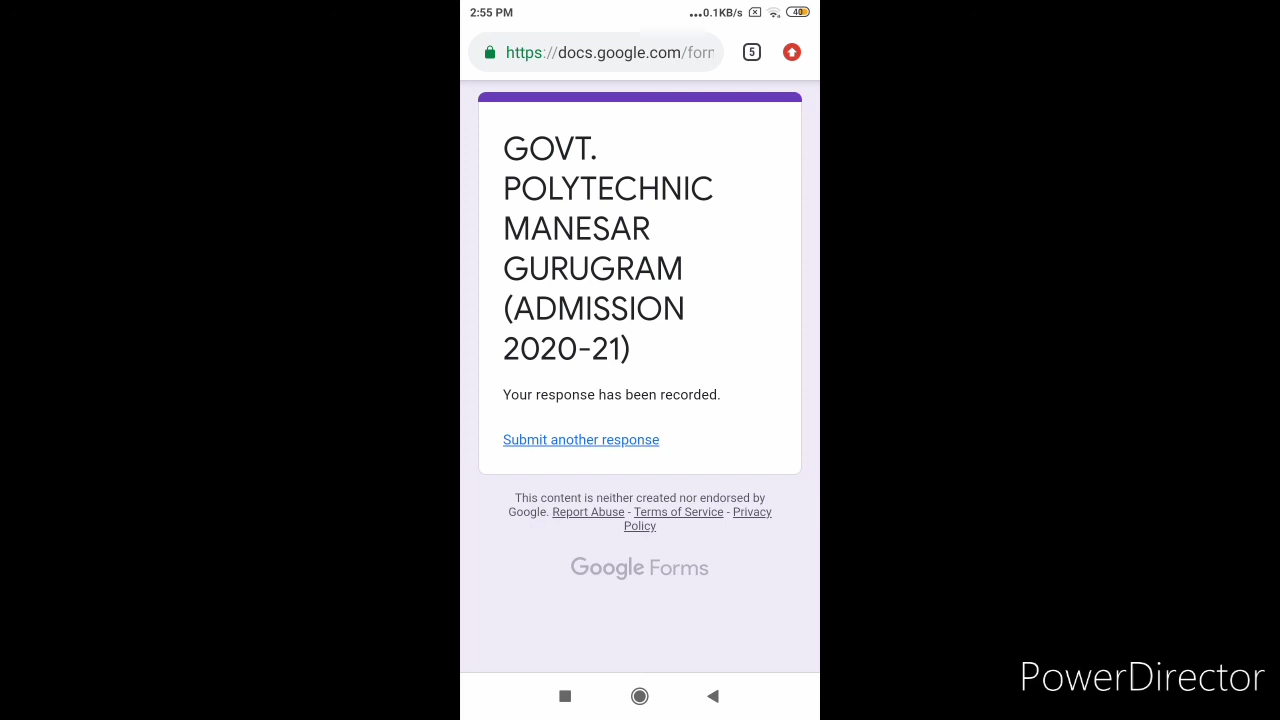 2:55 PM
...0.1KB/s
40
https://docs.google.com/forr
5
GOVT.
POLYTECHNIC
MANESAR
GURUGRAM
(ADMISSION
2020-21)
Your response has been recorded.
Submit another response
This content is neither created nor endorsed by
Google. Report Abuse - Terms of Service - Privacy
Policy
Google Forms
PowerDirector